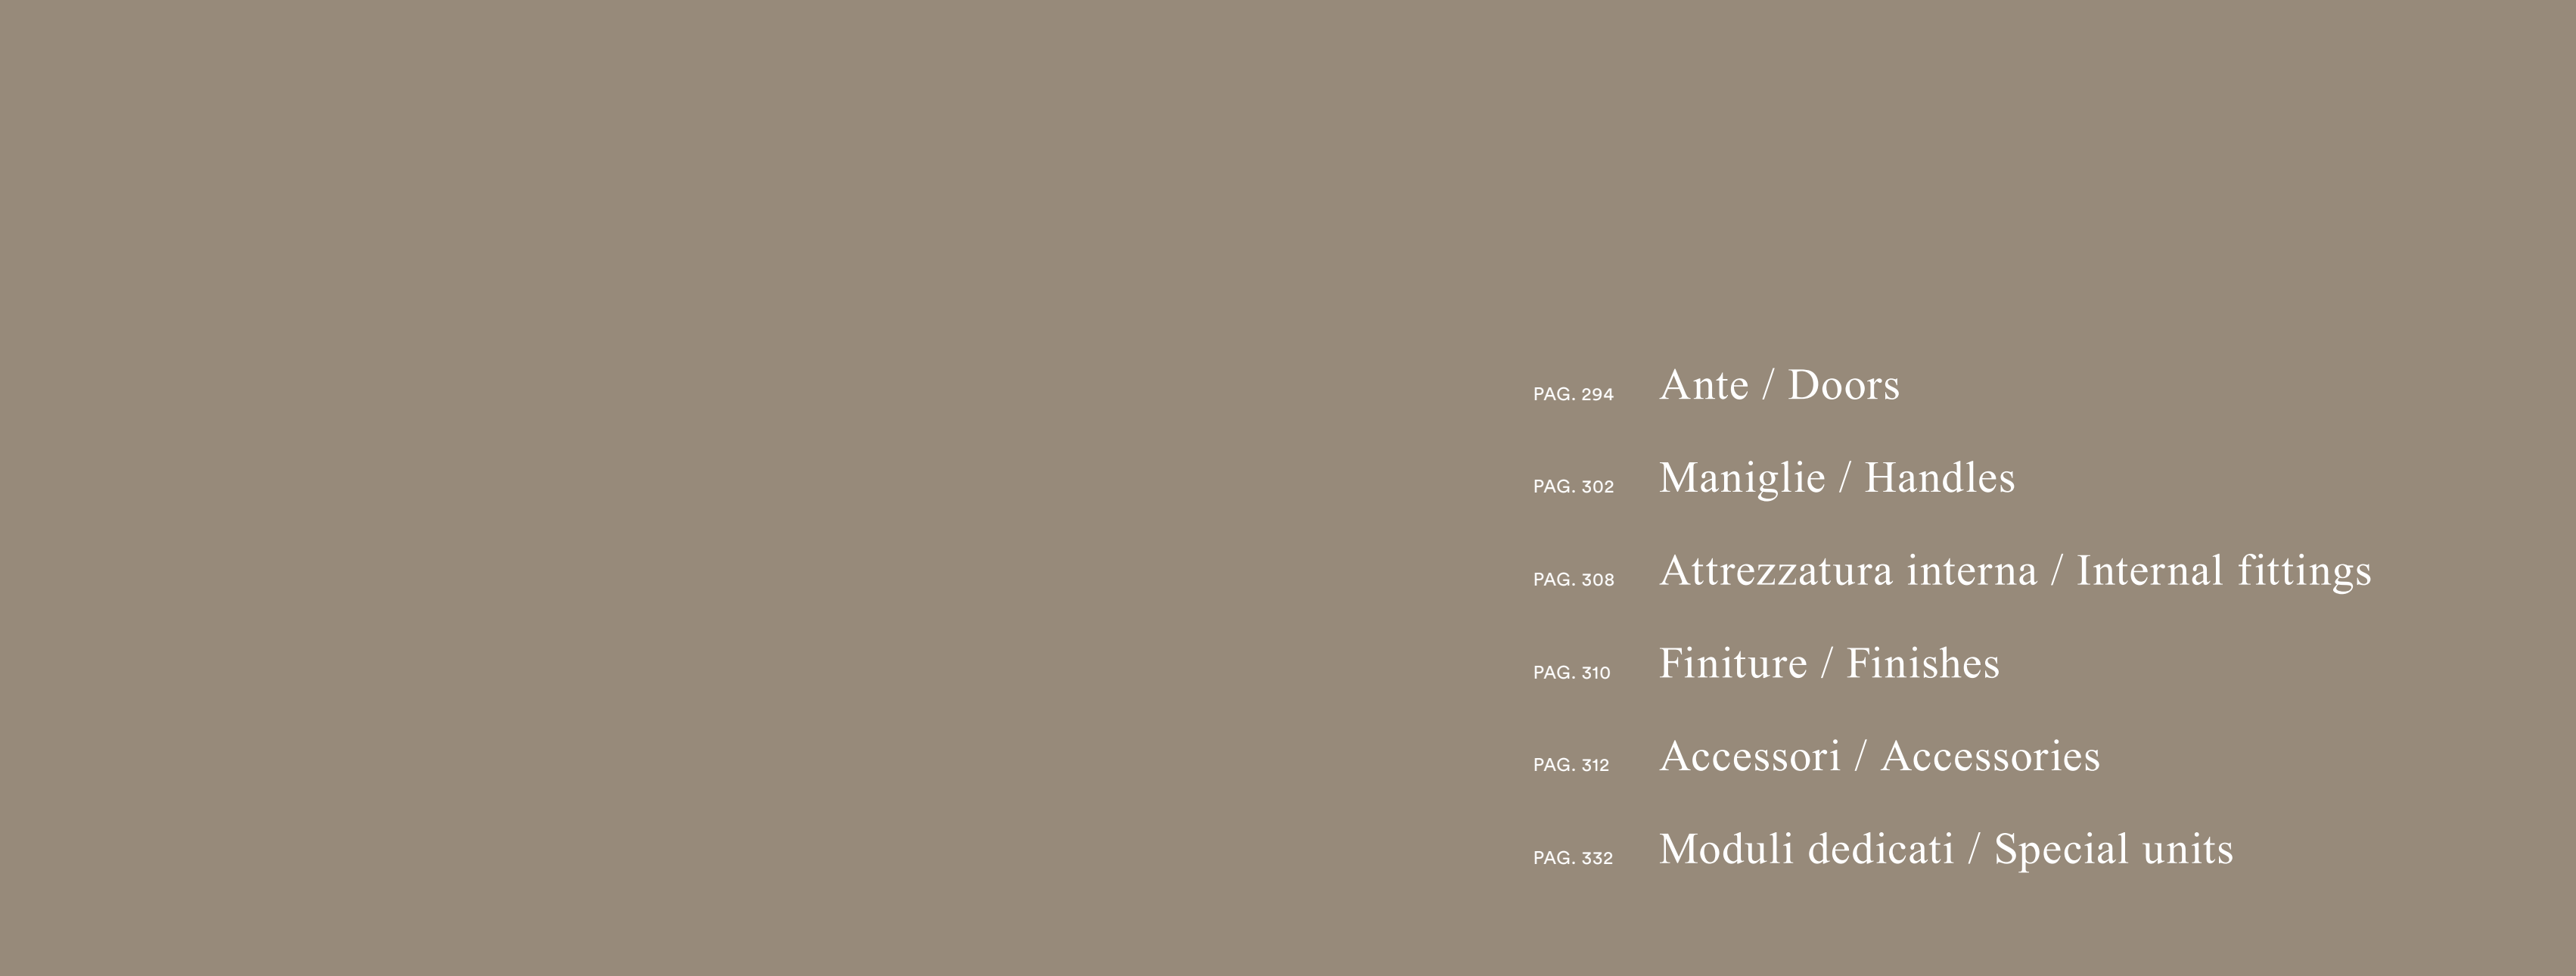 PAG. 294 Ante / Doors
PAG. 302 Maniglie / Handles
PAG. 308 Attrezzatura interna / Internal fittings
PAG. 310 Finiture / Finishes
PAG. 312 Accessori / Accessories
PAG. 332 Moduli dedicati / Special units